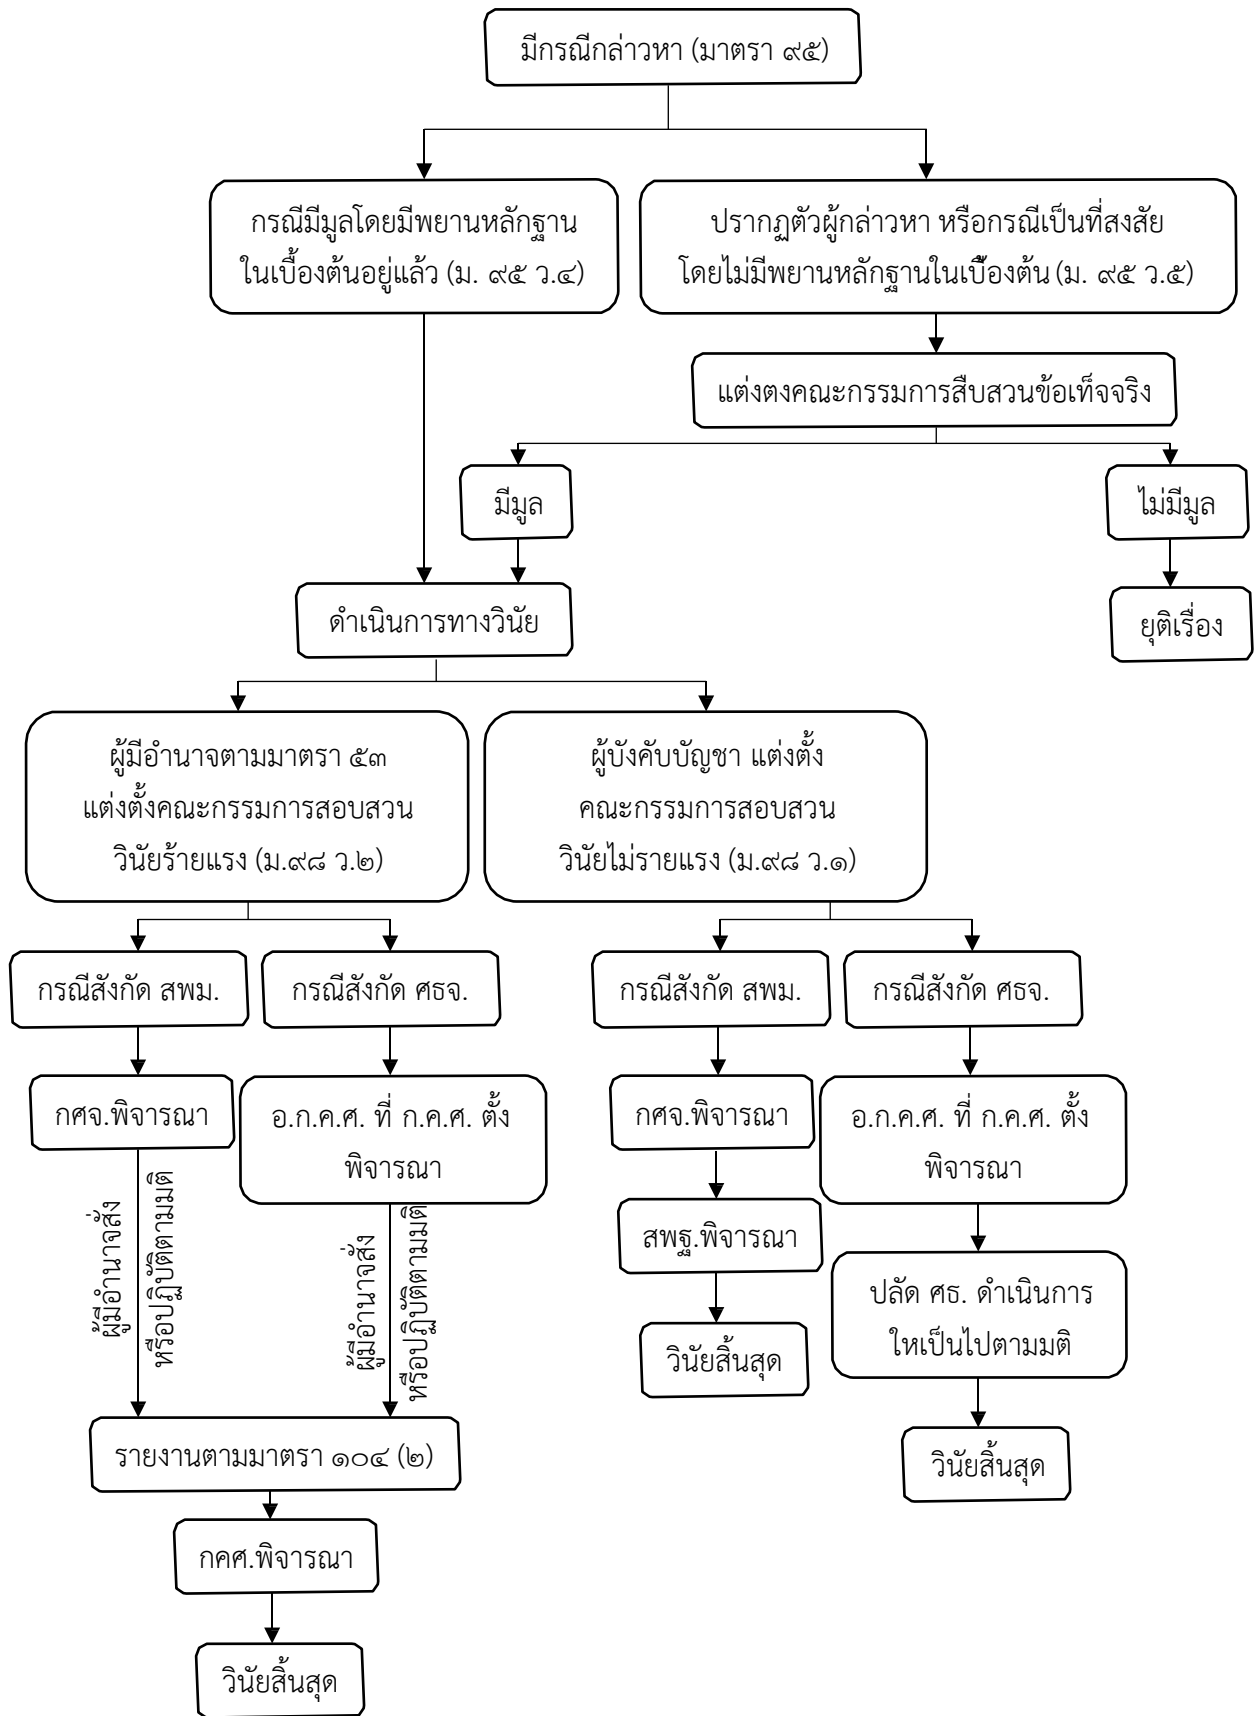 มีกรณีกล่าวหา (มาตรา ๙๕)
กรณีมีมูลโดยมีพยานหลักฐาน
ในเบื้องต้นอยู่แล้ว (ม. ๙๕ ว.๔)
ปรากฏตัวผู้กล่าวหา หรือกรณีเป็นที่สงสัย
โดยไม่มีพยานหลักฐานในเบื้องต้น (ม. ๙๕ ว.๕)
แต่งตงคณะกรรมการสืบสวนข้อเท็จจริง
มีมูล
ไม่มีมูล
ดำเนินการทางวินัย
ยุติเรื่อง
ผู้มีอำนาจตามมาตรา ๕๓
แต่งตั้งคณะกรรมการสอบสวน
วินัยร้ายแรง (ม.๙๘ ว.๒)
ผู้บังคับบัญชา แต่งตั้ง
คณะกรรมการสอบสวน
วินัยไม่รายแรง (ม.๙๘ ว.๑)
กรณีสังกัด สพม.
กรณีสังกัด ศธจ.
กรณีสังกัด สพม.
กรณีสังกัด ศธจ.
กศจ.พิจารณา
อ.ก.ค.ศ. ที่ ก.ค.ศ. ตั้ง
พิจารณา
กศจ.พิจารณา
อ.ก.ค.ศ. ที่ ก.ค.ศ. ตั้ง
พิจารณา
ผู้มีอำนาจสั่ง
หรือปฏิบัติตามมติ
ผู้มีอำนาจสั่ง
หรือปฏิบัติตามมติ
สพฐ.พิจารณา
ปลัด ศธ. ดำเนินการ
ใหเป็นไปตามมติ
วินัยสิ้นสุด
รายงานตามมาตรา ๑๐๔ (๒)
วินัยสิ้นสุด
กคศ.พิจารณา
วินัยสิ้นสุด